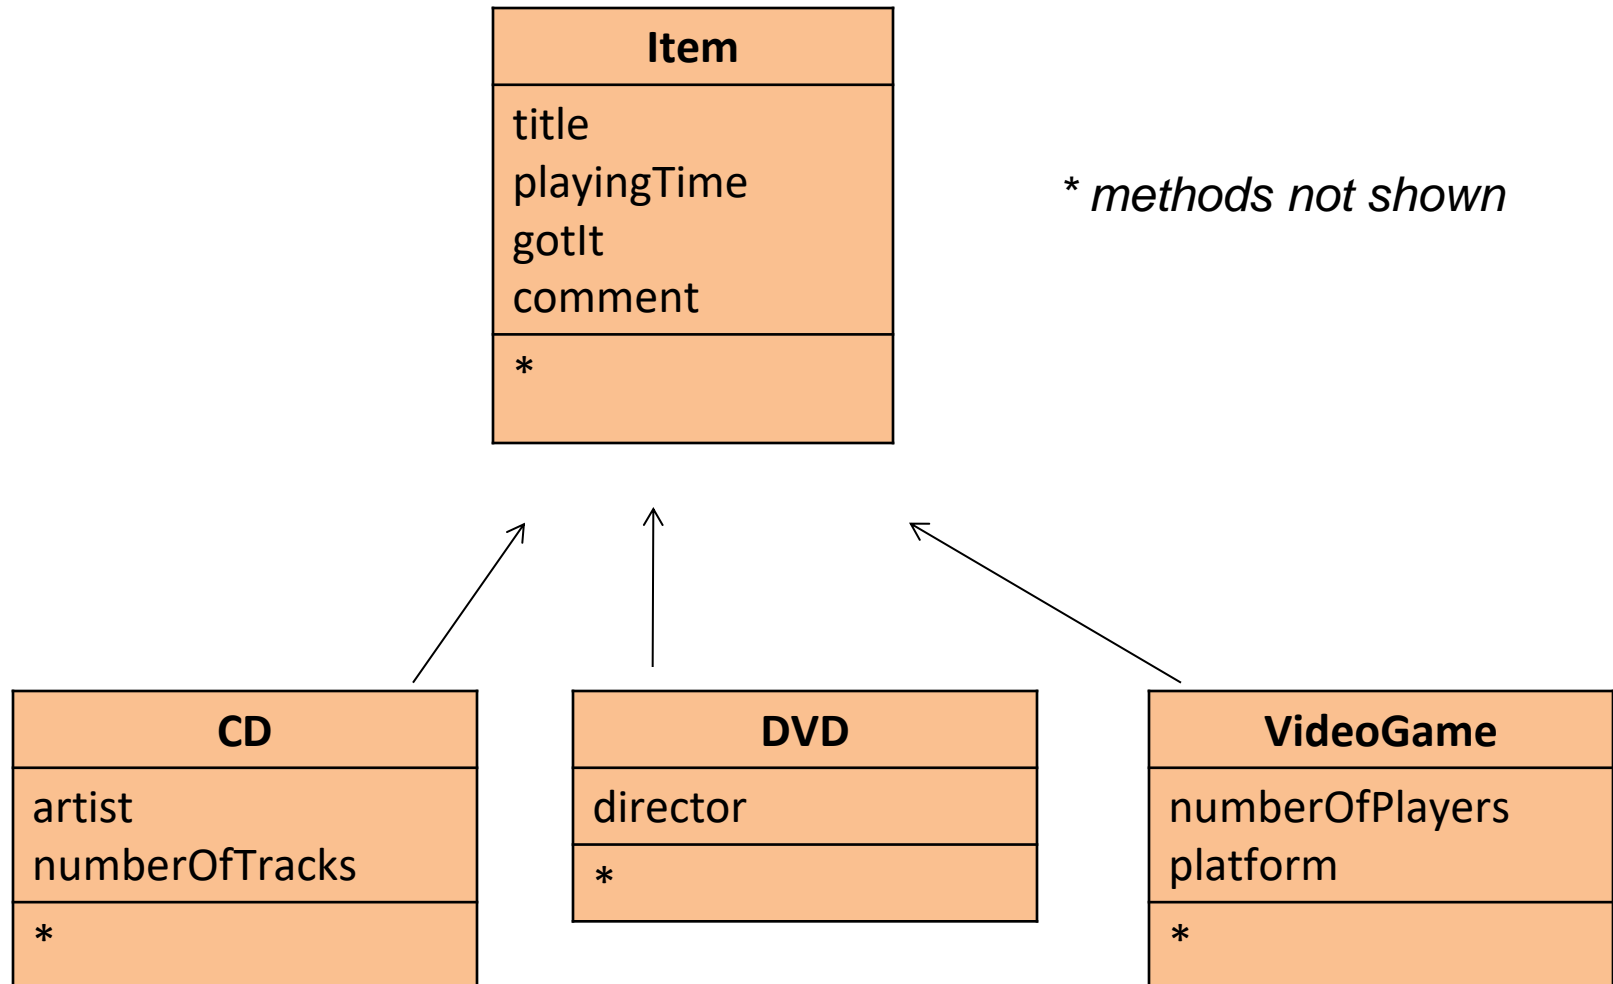 Item
title
playingTime
gotIt
comment
*
* methods not shown
CD
artist
numberOfTracks
*
DVD
director
*
VideoGame
numberOfPlayers
platform
*